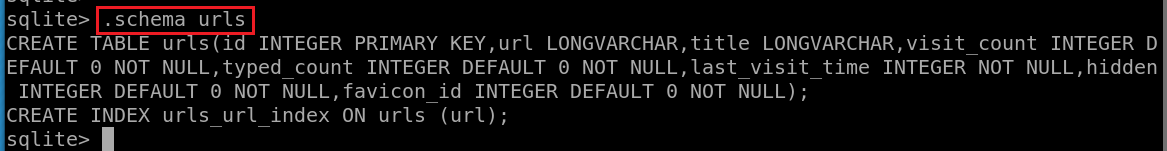 sqlite> .schema urls
CREATE TABLE urls(id INTEGER PRIMARY KEY,url LONGVARCHAR,title LONGVARCHAR,visit_count INTEGER D
EFAULT 0 NOT NULL,typed_count INTEGER DEFAULT 0 NOT NULL,last_visit_time INTEGER NOT NULL,hidden
 INTEGER DEFAULT 0 NOT NULL,favicon_id INTEGER DEFAULT 0 NOT NULL);
CREATE INDEX urls_url_index ON urls (url);
sqlite>